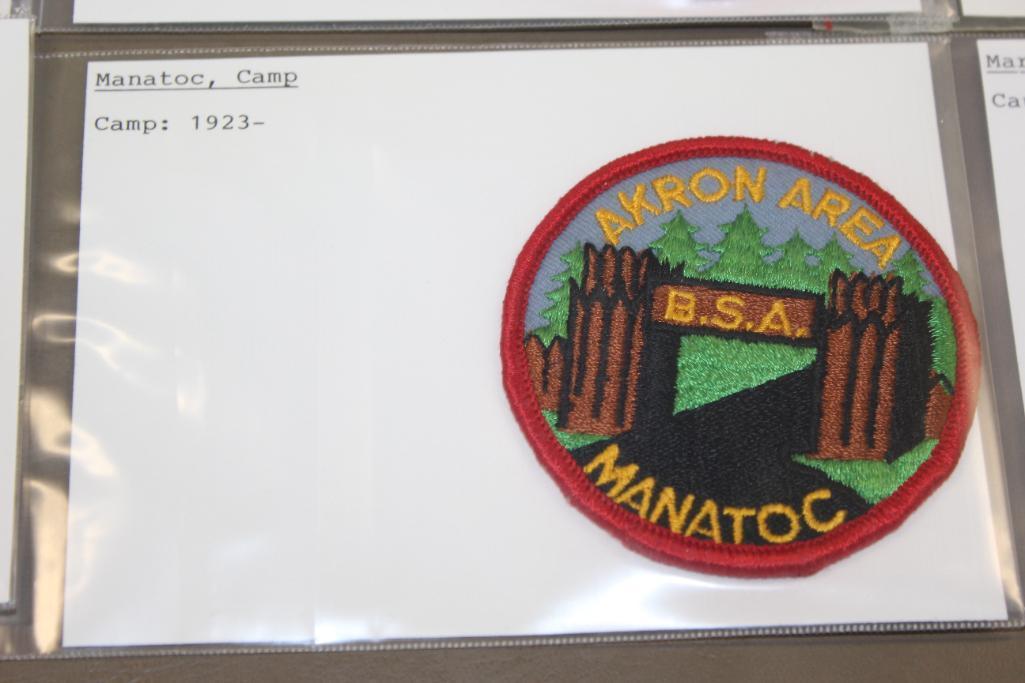 Manatoc, Camp
Camp: 1923-
AKRON AREA
B.S.A.
MANATOC